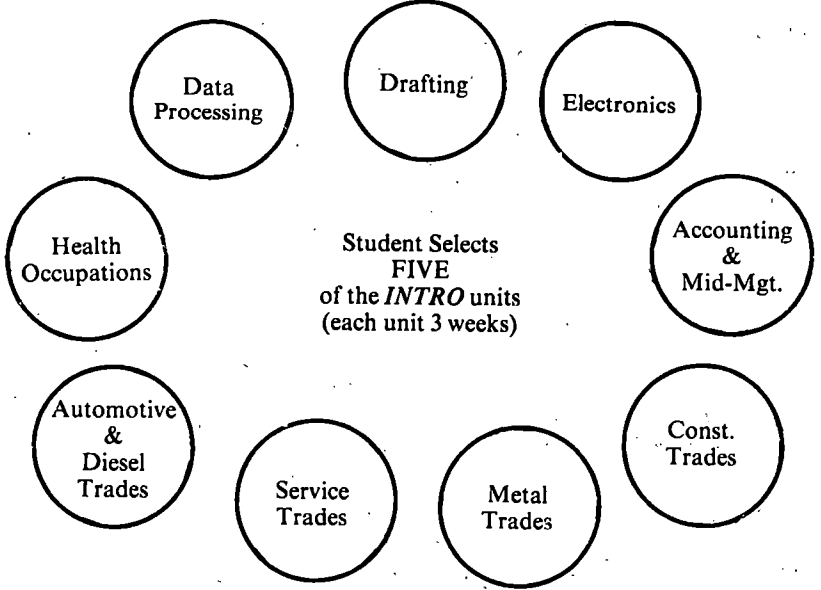 Data
Processing
Drafting
Electronics
Health
Occupations
Student Selects
FIVE
of the INTRO units
(each unit 3 weeks)
Accounting
&
Mid-Mgt.
Automotive
&
Diesel
Trades
Service
Trades
Metal
Trades
Const.
Trades